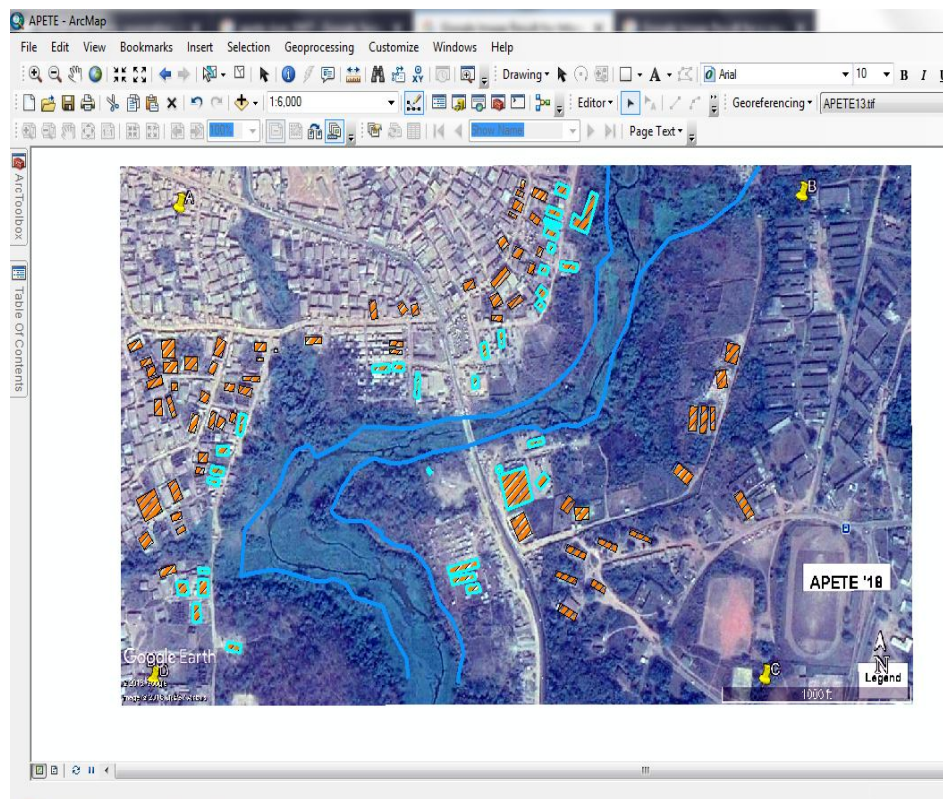 APETE - ArcMap
File Edit View Bookmarks Insert Selection Geoprocessing Customize Windows Help
Drawing A Arial 10 B I U
1:6,000 Editor Georeferencing APETE13.tif
100% Show Name Page Text
ArcToolbox
Table Of Contents
A
B
APETE '18
Google Earth
D
C
N
Legend
1000 ft